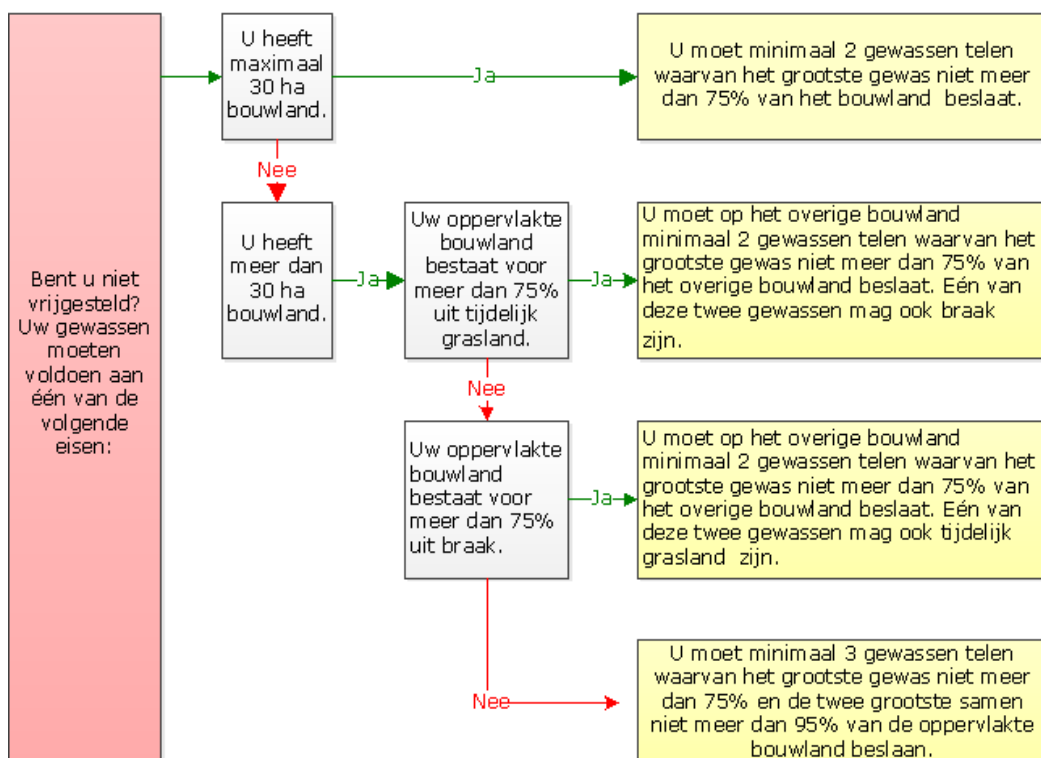 Bent u niet
vrijgesteld?
Uw gewassen
moeten
voldoen aan
één van de
volgende
eisen:
U heeft
maximaal
30 ha
bouwland.
Ja
U moet minimaal 2 gewassen telen
waarvan het grootste gewas niet meer
dan 75% van het bouwland beslaat.
Nee
U heeft
meer dan
30 ha
bouwland.
Ja
Uw oppervlakte
bouwland
bestaat voor
meer dan 75%
uit tijdelijk
grasland.
Ja
U moet op het overige bouwland
minimaal 2 gewassen telen waarvan het
grootste gewas niet meer dan 75% van
het overige bouwland beslaat. Eén van
deze twee gewassen mag ook braak
zijn.
Nee
Uw oppervlakte
bouwland
bestaat voor
meer dan 75%
uit braak.
Ja
U moet op het overige bouwland
minimaal 2 gewassen telen waarvan het
grootste gewas niet meer dan 75% van
het overige bouwland beslaat. Eén van
deze twee gewassen mag ook tijdelijk
grasland zijn.
Nee
U moet minimaal 3 gewassen telen
waarvan het grootste gewas niet meer
dan 75% en de twee grootste samen
niet meer dan 95% van de oppervlakte
bouwland beslaan.